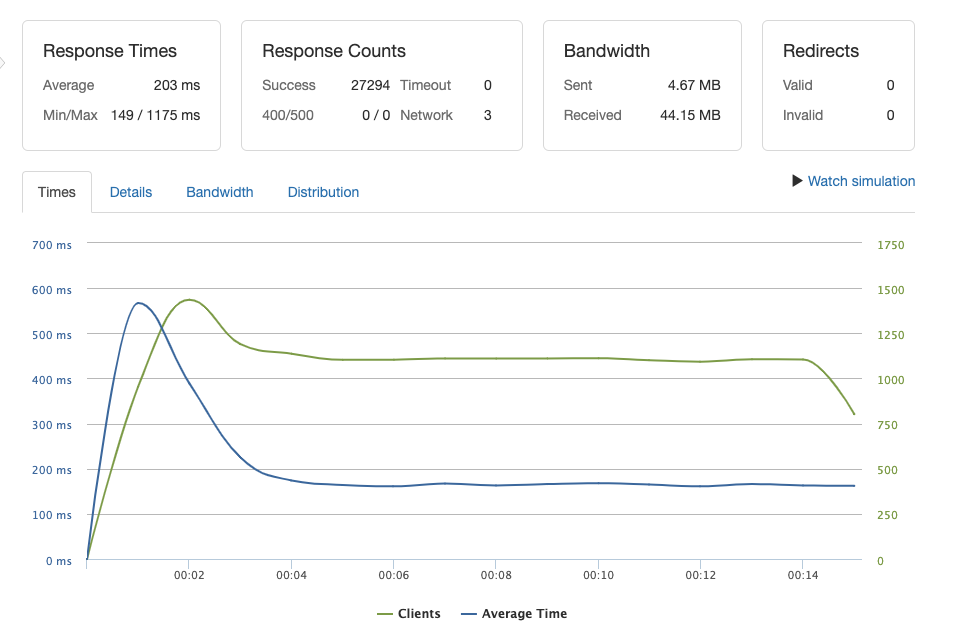 Response Times
Average 203 ms
Min/Max 149 / 1175 ms
Response Counts
Success 27294 Timeout 0
400/500 0 / 0 Network 3
Bandwidth
Sent 4.67 MB
Received 44.15 MB
Redirects
Valid 0
Invalid 0
Times Details Bandwidth Distribution
Watch simulation
700 ms 1750
600 ms 1500
500 ms 1250
400 ms 1000
300 ms 750
200 ms 500
100 ms 250
0 ms 0
00:02 00:04 00:06 00:08 00:10 00:12 00:14
Clients Average Time